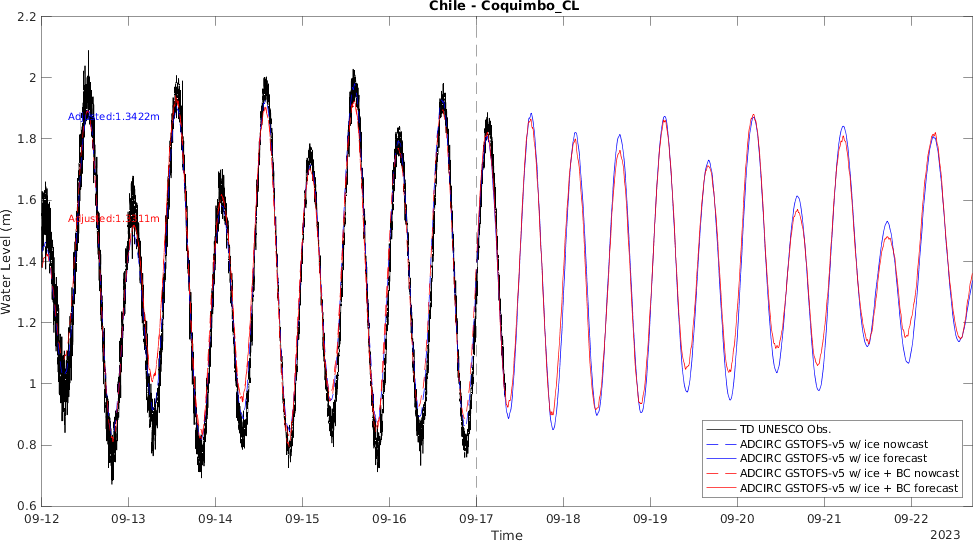 Chile - Coquimbo_CL
2.2
2
1.8
1.6
1.4
1.2
1
0.8
0.6
Water Level (m)
Adjusted:1.3422m
09-12
09-13
09-14
09-15
09-16
09-17
09-18
09-19
09-20
09-21
09-22
Time
2023
TD UNESCO Obs.
ADCIRC GSTOFS-v5 w/ ice nowcast
ADCIRC GSTOFS-v5 w/ ice forecast
ADCIRC GSTOFS-v5 w/ ice + BC nowcast
ADCIRC GSTOFS-v5 w/ ice + BC forecast